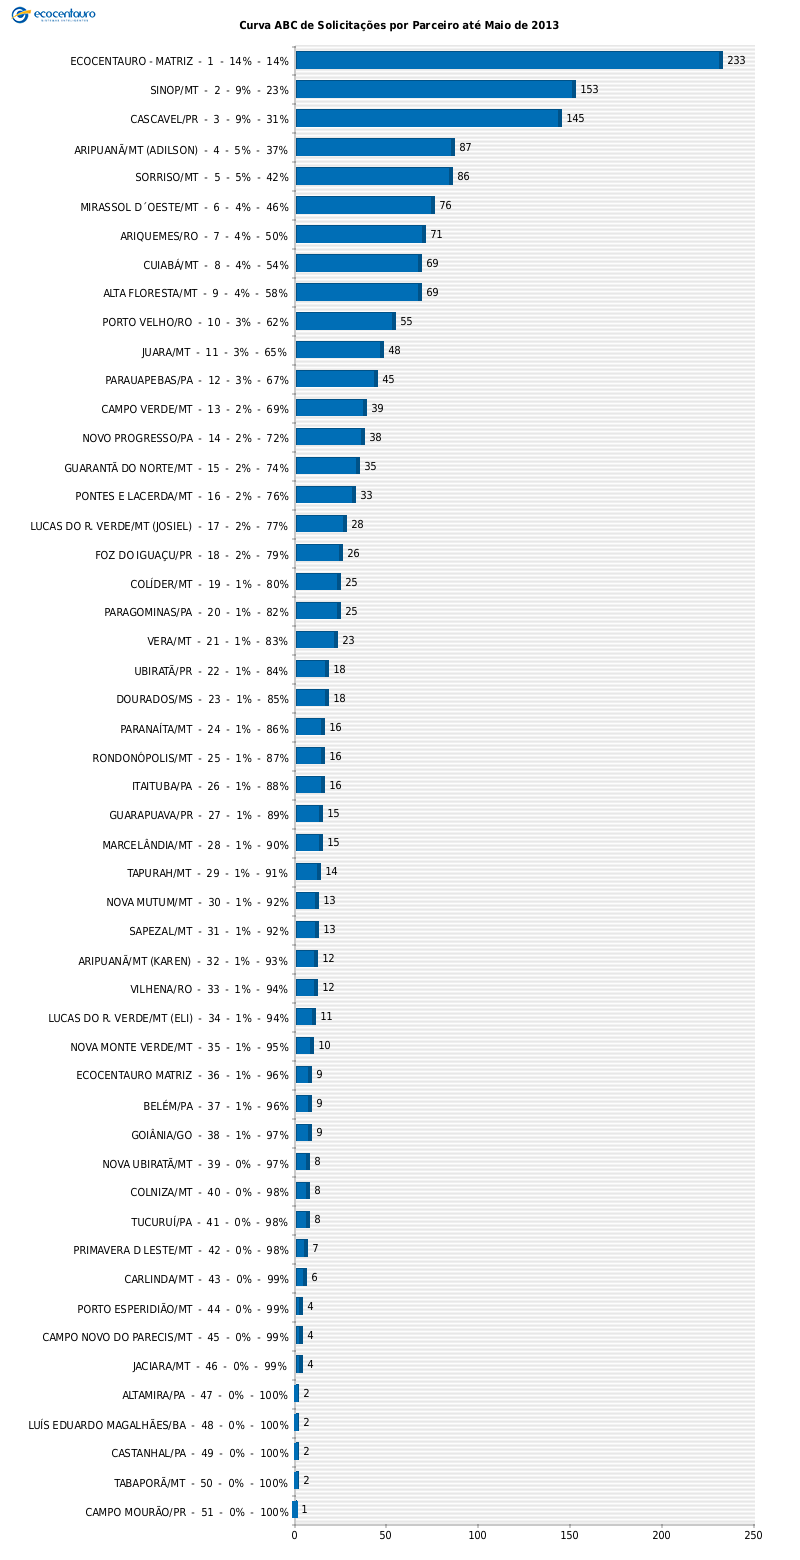 ecocentauro
Curva ABC de Solicitações por Parceiro até Maio de 2013
ECOCENTAURO - MATRIZ - 1 - 14% - 14% 233
SINOP/MT - 2 - 9% - 23% 153
CASCAVEL/PR - 3 - 9% - 31% 145
ARIPUANÃ/MT (ADILSON) - 4 - 5% - 37% 87
SORRISO/MT - 5 - 5% - 42% 86
MIRASSOL D´OESTE/MT - 6 - 4% - 46% 76
ARIQUEMES/RO - 7 - 4% - 50% 71
CUIABÁ/MT - 8 - 4% - 54% 69
ALTA FLORESTA/MT - 9 - 4% - 58% 69
PORTO VELHO/RO - 10 - 3% - 62% 55
JUARA/MT - 11 - 3% - 65% 48
PARAUAPEBAS/PA - 12 - 3% - 67% 45
CAMPO VERDE/MT - 13 - 2% - 69% 39
NOVO PROGRESSO/PA - 14 - 2% - 72% 38
GUARANTÃ DO NORTE/MT - 15 - 2% - 74% 35
PONTES E LACERDA/MT - 16 - 2% - 76% 33
LUCAS DO R. VERDE/MT (JOSIEL) - 17 - 2% - 77% 28
FOZ DO IGUAÇU/PR - 18 - 2% - 79% 26
COLÍDER/MT - 19 - 1% - 80% 25
PARAGOMINAS/PA - 20 - 1% - 82% 25
VERA/MT - 21 - 1% - 83% 23
UBIRATÃ/PR - 22 - 1% - 84% 18
DOURADOS/MS - 23 - 1% - 85% 18
PARANAÍTA/MT - 24 - 1% - 86% 16
RONDONÓPOLIS/MT - 25 - 1% - 87% 16
ITAITUBA/PA - 26 - 1% - 88% 16
GUARAPUAVA/PR - 27 - 1% - 89% 15
MARCELÂNDIA/MT - 28 - 1% - 90% 15
TAPURAH/MT - 29 - 1% - 91% 14
NOVA MUTUM/MT - 30 - 1% - 92% 13
SAPEZAL/MT - 31 - 1% - 92% 13
ARIPUANÃ/MT (KAREN) - 32 - 1% - 93% 12
VILHENA/RO - 33 - 1% - 94% 12
LUCAS DO R. VERDE/MT (ELI) - 34 - 1% - 94% 11
NOVA MONTE VERDE/MT - 35 - 1% - 95% 10
ECOCENTAURO MATRIZ - 36 - 1% - 96% 9
BELÉM/PA - 37 - 1% - 96% 9
GOIÂNIA/GO - 38 - 1% - 97% 9
NOVA UBIRATÃ/MT - 39 - 0% - 97% 8
COLNIZA/MT - 40 - 0% - 98% 8
TUCURUÍ/PA - 41 - 0% - 98% 8
PRIMAVERA D LESTE/MT - 42 - 0% - 98% 7
CARLINDA/MT - 43 - 0% - 99% 6
PORTO ESPERIDIÃO/MT - 44 - 0% - 99% 4
CAMPO NOVO DO PARECIS/MT - 45 - 0% - 99% 4
JACIARA/MT - 46 - 0% - 99% 4
ALTAMIRA/PA - 47 - 0% - 100% 2
LUÍS EDUARDO MAGALHÃES/BA - 48 - 0% - 100% 2
CASTANHAL/PA - 49 - 0% - 100% 2
TABAPORÃ/MT - 50 - 0% - 100% 2
CAMPO MOURÃO/PR - 51 - 0% - 100% 1
0 50 100 150 200 250